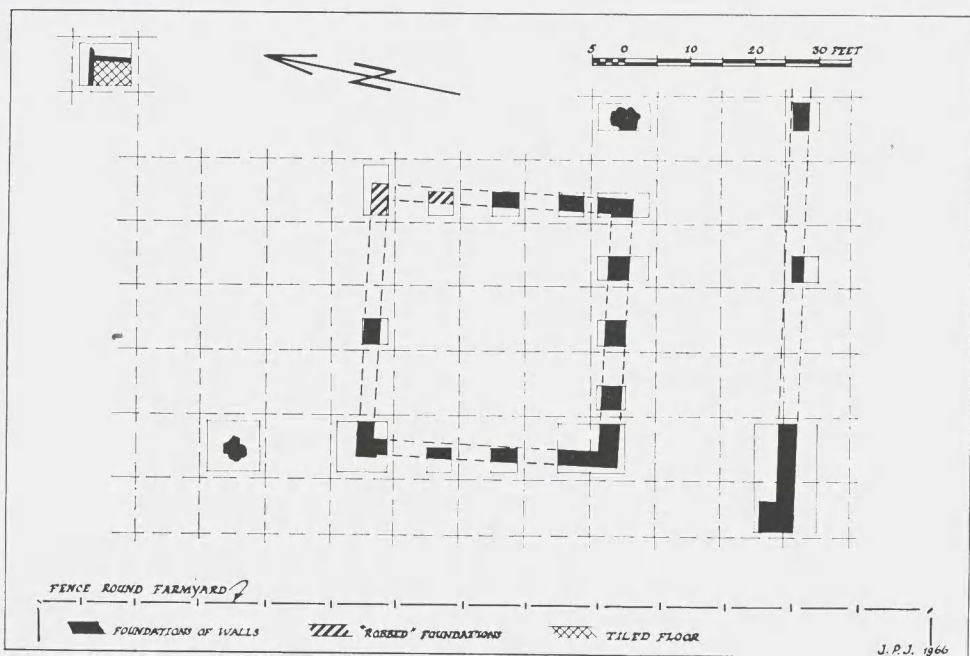 5 0 10 20 30 FEET
FENCE ROUND FARMYARD
FOUNDATIONS OF WALLS "ROBBED" FOUNDATIONS TILED FLOOR
J. P. J. 1966